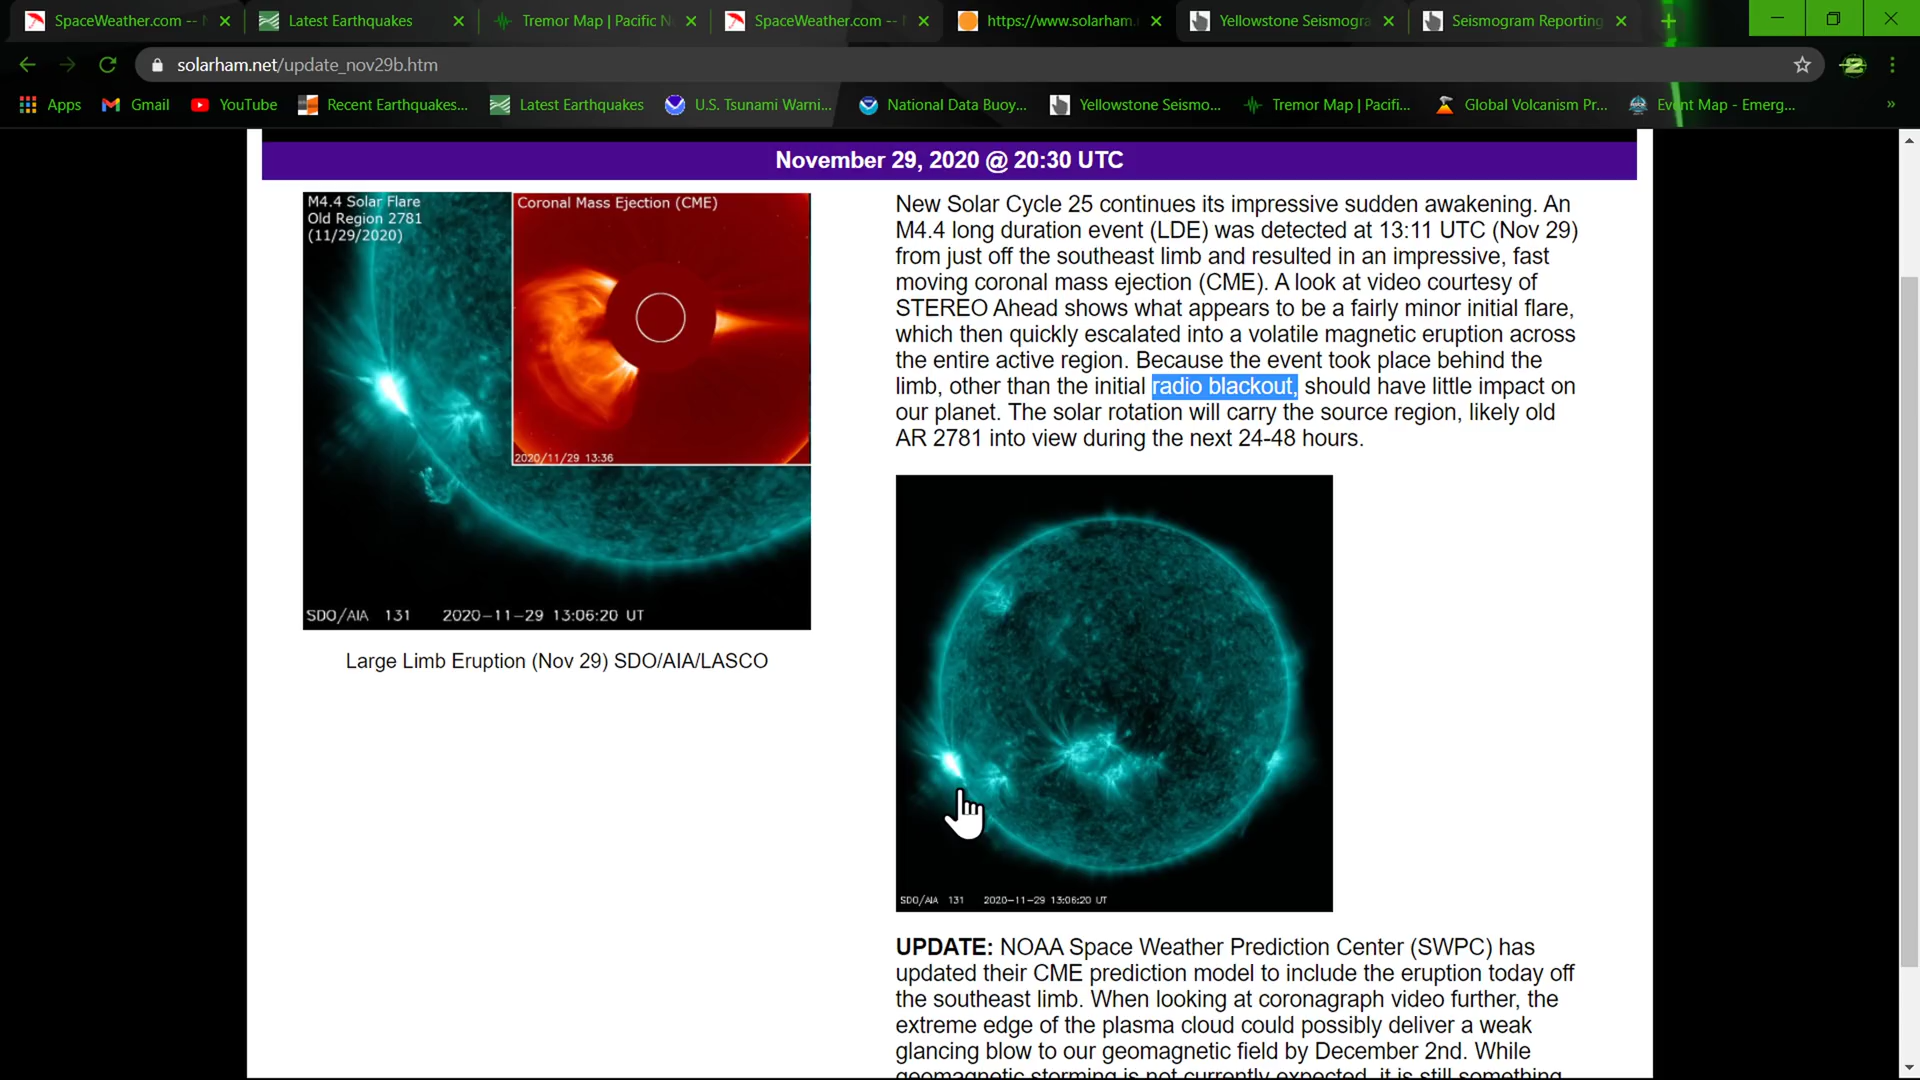 SpaceWeather.com --
Latest Earthquakes
Tremor Map | Pacific N
SpaceWeather.com --
https://www.solarham.
Yellowstone Seismogra
Seismogram Reporting
solarham.net/update_nov29b.htm
Apps
Gmail
YouTube
Recent Earthquakes...
Latest Earthquakes
U.S. Tsunami Warni...
National Data Buoy...
Yellowstone Seismo...
Tremor Map | Pacifi...
Global Volcanism Pr...
Event Map - Emerg...
»
November 29, 2020 @ 20:30 UTC
M4.4 Solar Flare
Old Region 2781
(11/29/2020)
Coronal Mass Ejection (CME)
2020/11/29 13:36
SDO/AIA 131 2020-11-29 13:06:20 UT
Large Limb Eruption (Nov 29) SDO/AIA/LASCO
New Solar Cycle 25 continues its impressive sudden awakening. An
M4.4 long duration event (LDE) was detected at 13:11 UTC (Nov 29)
from just off the southeast limb and resulted in an impressive, fast
moving coronal mass ejection (CME). A look at video courtesy of
STEREO Ahead shows what appears to be a fairly minor initial flare,
which then quickly escalated into a volatile magnetic eruption across
the entire active region. Because the event took place behind the
limb, other than the initial radio blackout, should have little impact on
our planet. The solar rotation will carry the source region, likely old
AR 2781 into view during the next 24-48 hours.
SDO/AIA 131 2020-11-29 13:06:20 UT
UPDATE: NOAA Space Weather Prediction Center (SWPC) has
updated their CME prediction model to include the eruption today off
the southeast limb. When looking at coronagraph video further, the
extreme edge of the plasma cloud could possibly deliver a weak
glancing blow to our geomagnetic field by December 2nd. While
geomagnetic storming is not currently expected, it is still something